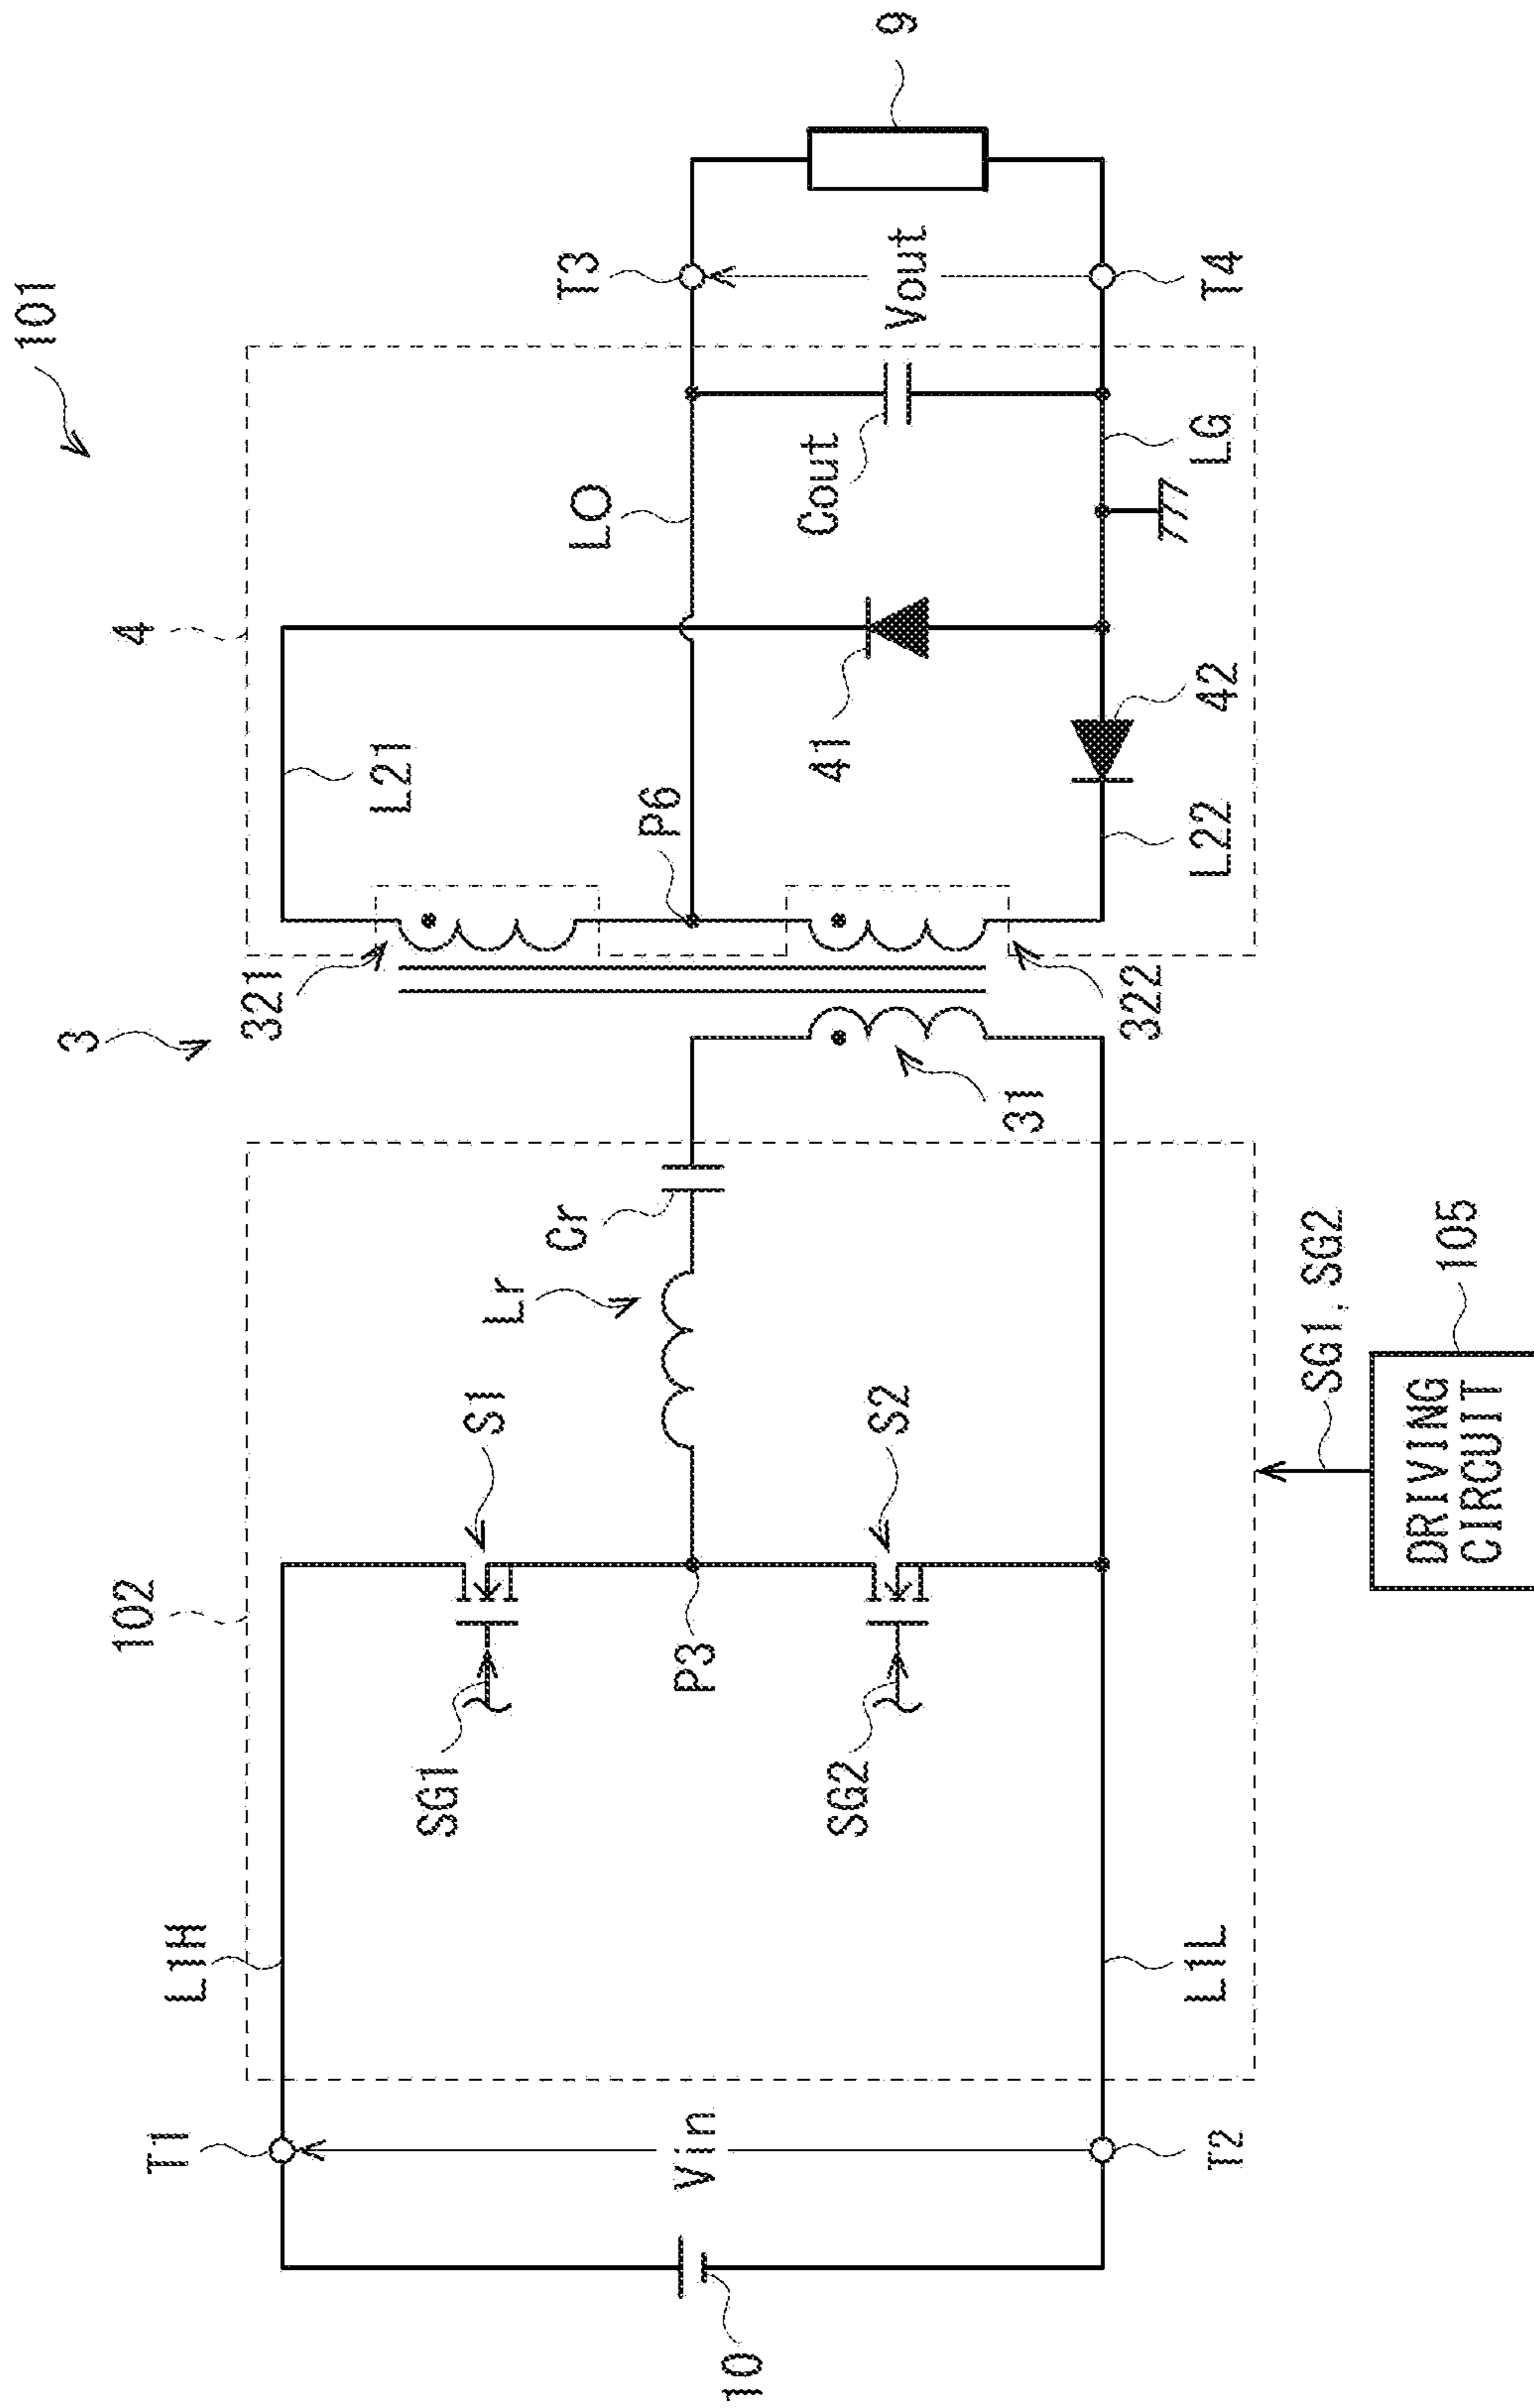 101
3
102
4
321
L21
T1
L1H
SG1
S1
Lr
Cr
P6
LO
T3
10
Vin
P3
SG2
S2
31
322
41
Cout
Vout
9
T2
L1L
L22
42
LG
T4
SG1, SG2
DRIVING
CIRCUIT
105